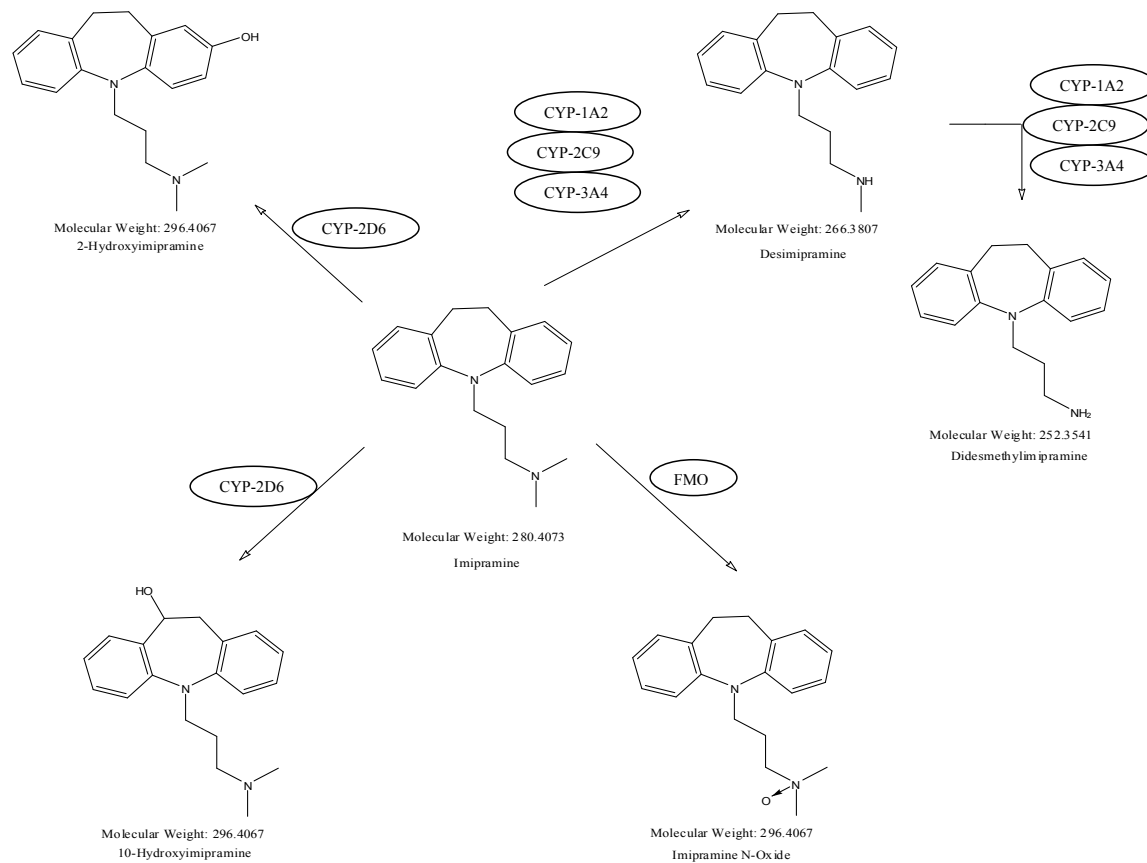 OH
N
N
Molecular Weight: 296.4067
2-Hydroxyimipramine
CYP-2D6
CYP-1A2
CYP-2C9
CYP-3A4
N
NH
Molecular Weight: 266.3807
Desimipramine
CYP-1A2
CYP-2C9
CYP-3A4
N
NH2
Molecular Weight: 252.3541
Didesmethylimipramine
N
N
Molecular Weight: 280.4073
Imipramine
CYP-2D6
FMO
HO
N
N
Molecular Weight: 296.4067
10-Hydroxyimipramine
N
N
O
Molecular Weight: 296.4067
Imipramine N-Oxide